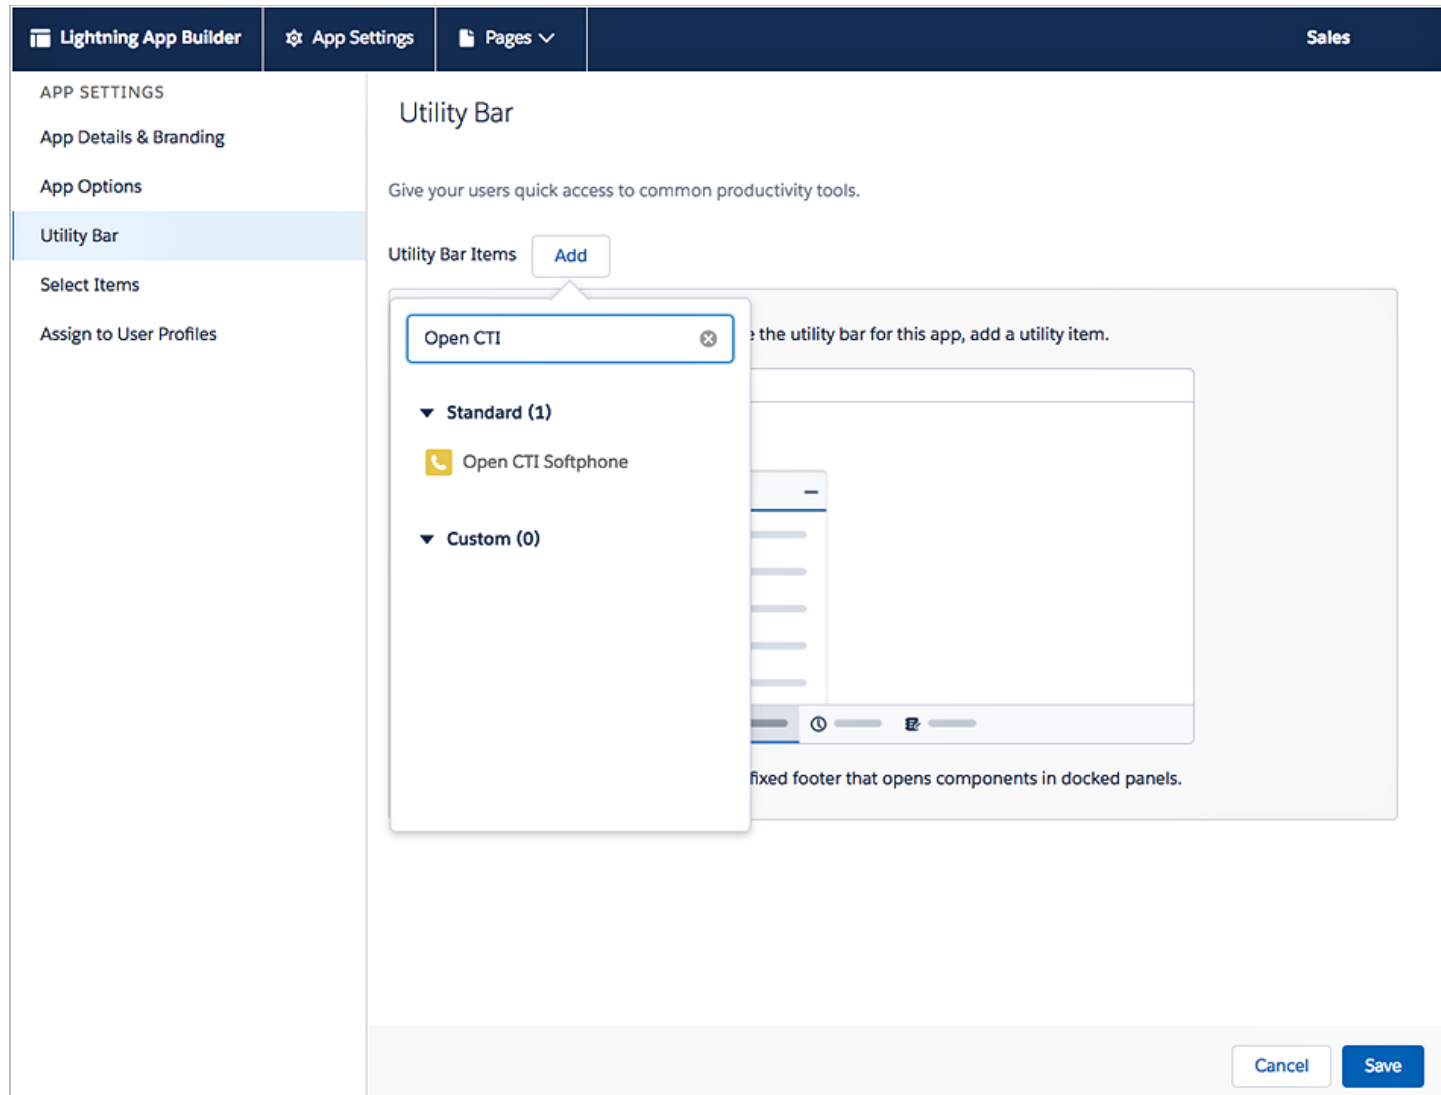 Lightning App Builder
App Settings
Pages
Sales
APP SETTINGS
App Details & Branding
App Options
Utility Bar
Select Items
Assign to User Profiles
Utility Bar
Give your users quick access to common productivity tools.
Utility Bar Items
Add
Open CTI
Standard (1)
Open CTI Softphone
Custom (0)
the utility bar for this app, add a utility item.
fixed footer that opens components in docked panels.
Cancel
Save